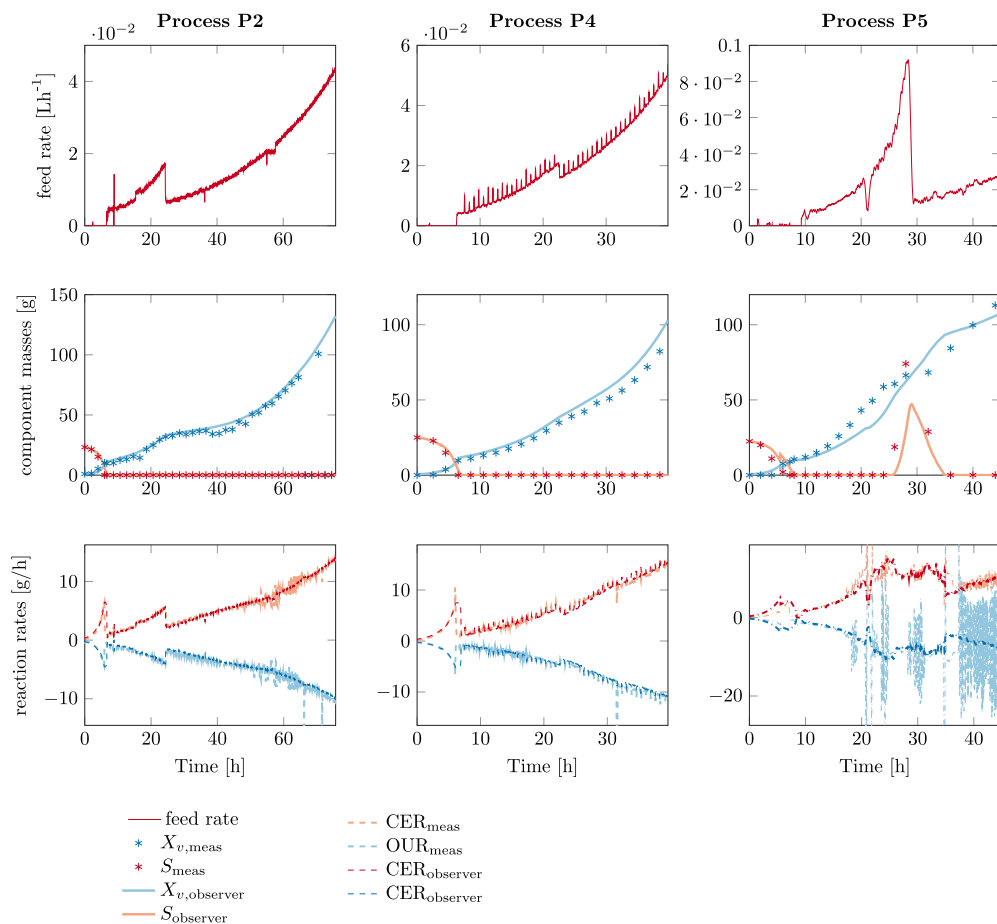 Process P2
Process P4
Process P5
·10⁻²
·10⁻²
feed rate [Lh⁻¹]
4
2
0
0 20 40 60
6
4
2
0
0 10 20 30
0.1
8 · 10⁻²
6 · 10⁻²
4 · 10⁻²
2 · 10⁻²
0
0 10 20 30 40
component masses [g]
150
100
50
0
0 20 40 60
100
50
0
0 10 20 30
100
50
0
0 10 20 30 40
reaction rates [g/h]
10
0
−10
0 20 40 60
Time [h]
10
0
−10
0 20 40 30
Time [h]
0
−20
0 10 20 30 40
Time [h]
feed rate
X_v,meas
S_meas
X_v,observer
S_observer
CER_meas
OUR_meas
CER_observer
CER_observer